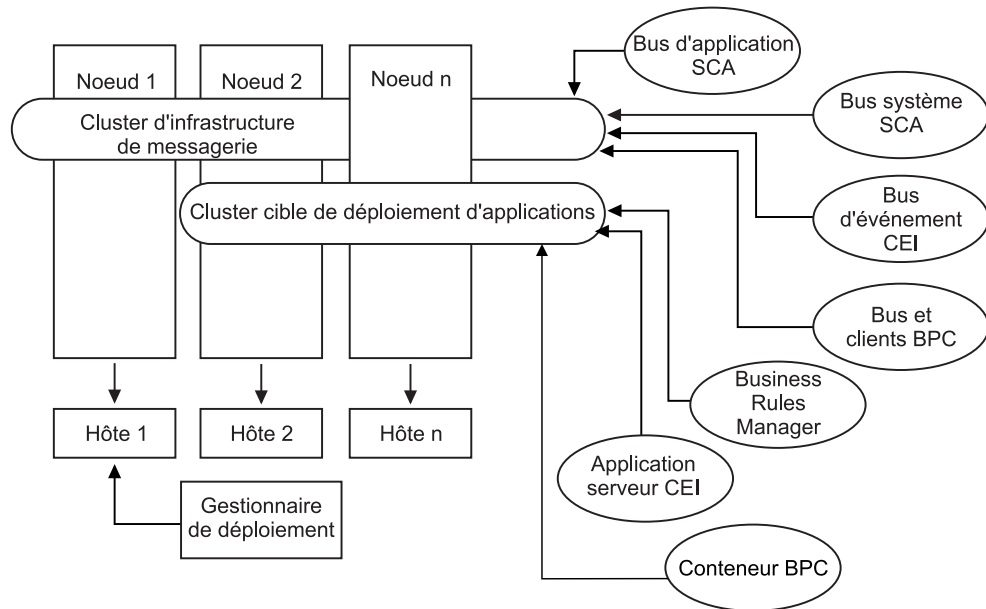 Noeud 1
Noeud 2
Noeud n
Bus d'application
SCA
Cluster d'infrastructure
de messagerie
Bus système
SCA
Cluster cible de déploiement d'applications
Bus
d'événement
CEI
Bus et
clients BPC
Business
Rules
Manager
Hôte 1
Hôte 2
Hôte n
Application
serveur CEI
Gestionnaire
de déploiement
Conteneur BPC